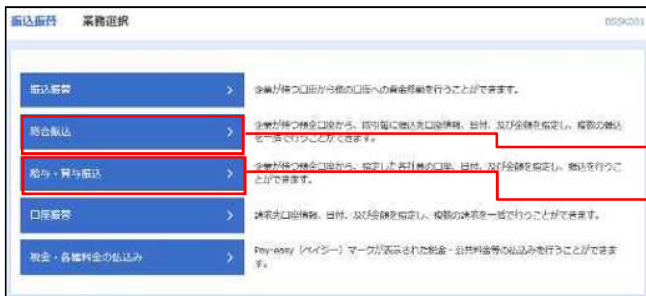 振込振替 業務選択 BSSK001
振込振替 > 企業が持つ口座から他の口座への資金移動を行うことができます。
総合振込 > 企業が持つ預金口座から、取引毎に振込先口座情報、日付、及び金額を指定し、複数の振込
を一括で行うことができます。
給与・賞与振込 > 企業が持つ預金口座から、指定した各社員の口座、日付、及び金額を指定し、振込を行うこ
とができます。
口座振替 > 請求先口座情報、日付、及び金額を指定し、複数の請求を一括で行うことができます。
税金・各種料金の払込み > Pay-easy（ペイジー）マークが表示された税金・公共料金等の払込みを行うことができま
す。